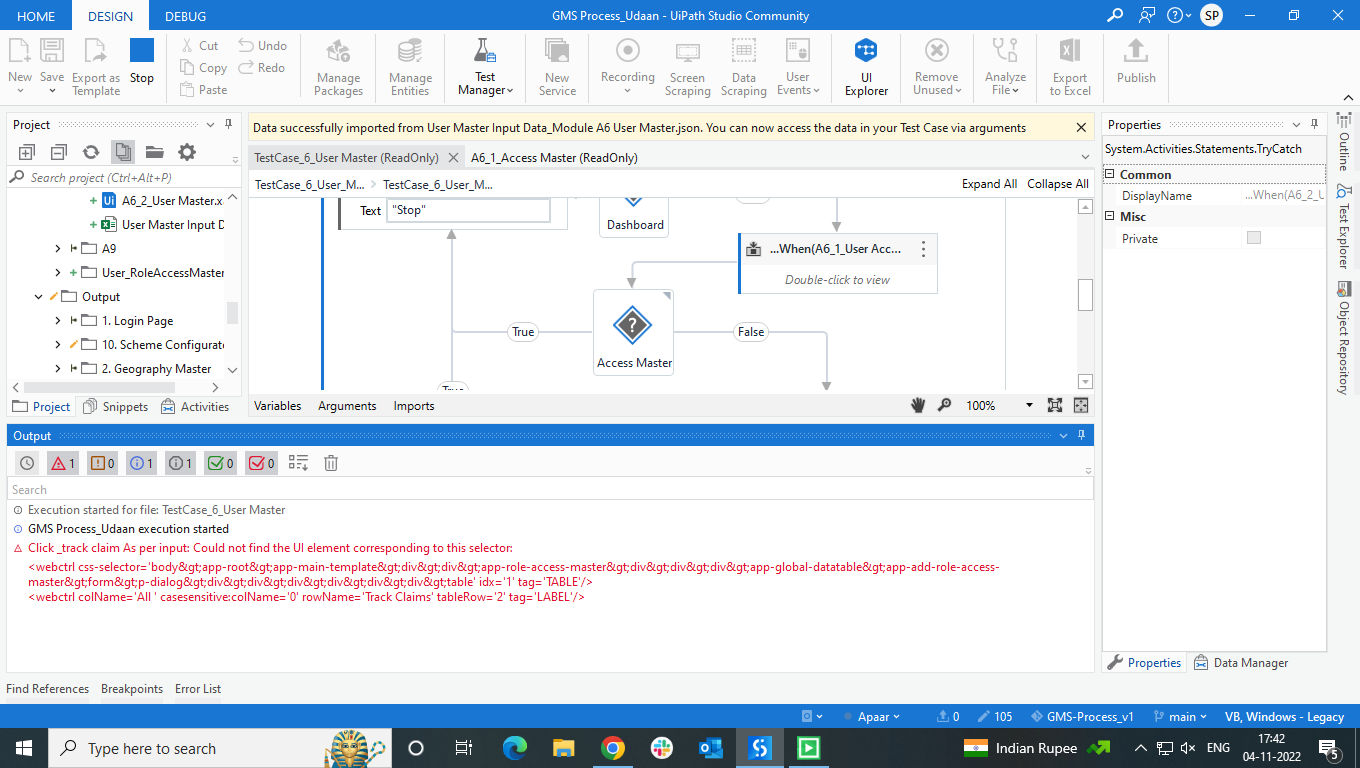 HOME
DESIGN
DEBUG
GMS Process_Udaan - UiPath Studio Community
SP
New
Save
Export as Template
Stop
Cut
Copy
Paste
Undo
Redo
Manage Packages
Manage Entities
Test Manager
New Service
Recording
Screen Scraping
Data Scraping
User Events
UI Explorer
Remove Unused
Analyze File
Export to Excel
Publish
Project
Search project (Ctrl+Alt+P)
A6_2_User Master.x
User Master Input D
A9
User_RoleAccessMaster
Output
1. Login Page
10. Scheme Configurat
2. Geography Master
Project
Snippets
Activities
Data successfully imported from User Master Input Data_Module A6 User Master.json. You can now access the data in your Test Case via arguments
TestCase_6_User Master (ReadOnly)
A6_1_Access Master (ReadOnly)
TestCase_6_User_M...
TestCase_6_User_M...
Expand All
Collapse All
Text
"Stop"
Dashboard
...When(A6_1_User Acc...
Double-click to view
True
False
Access Master
True
Variables
Arguments
Imports
100%
Properties
System.Activities.Statements.TryCatch
Common
DisplayName
...When(A6_2_U
Misc
Private
Outline
Test Explorer
Object Repository
Output
1
0
1
1
0
0
Search
Execution started for file: TestCase_6_User Master
GMS Process_Udaan execution started
Click _track claim As per input: Could not find the UI element corresponding to this selector:
<webctrl css-selector='body&gt;app-root&gt;app-main-template&gt;div&gt;div&gt;app-role-access-master&gt;div&gt;div&gt;div&gt;app-global-datatable&gt;app-add-role-access-
master&gt;form&gt;p-dialog&gt;div&gt;div&gt;div&gt;div&gt;div&gt;div&gt;table' idx='1' tag='TABLE'/>
<webctrl colName='All ' casesensitive:colName='0' rowName='Track Claims' tableRow='2' tag='LABEL'/>
Properties
Data Manager
Find References
Breakpoints
Error List
Apaar
0
105
GMS-Process_v1
main
VB, Windows - Legacy
Type here to search
Indian Rupee
ENG
17:42
04-11-2022
5